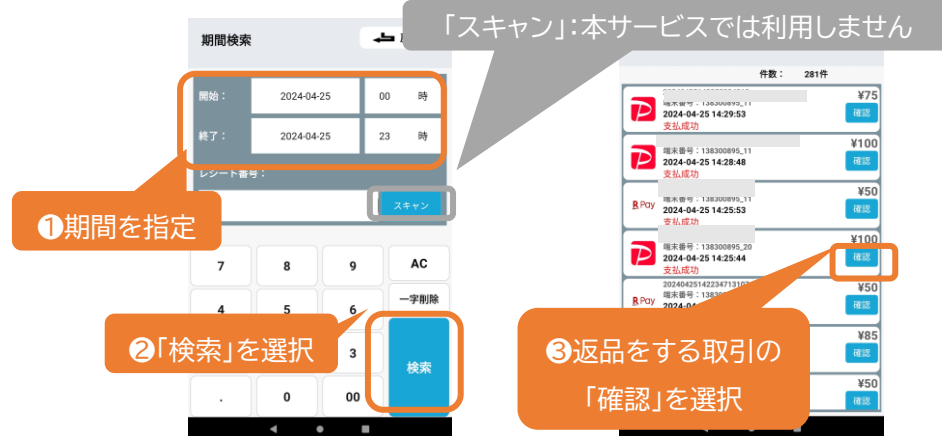 「スキャン」：本サービスでは利用しません
期間検索
開始：
2024-04-25
00
時
終了：
2024-04-25
23
時
レシート番号：
スキャン
❶期間を指定
7
8
9
AC
4
5
6
一字削除
❷「検索」を選択
3
検索
.
0
00
件数： 281件
¥75
端末番号：138300895_11
2024-04-25 14:29:53
確認
支払成功
¥100
端末番号：138300895_11
2024-04-25 14:28:48
確認
支払成功
¥50
端末番号：138300895_11
R Pay
2024-04-25 14:25:53
確認
支払成功
¥100
端末番号：138300895_20
2024-04-25 14:25:44
確認
支払成功
¥50
R Pay
確認
¥85
確認
¥50
確認
❸返品をする取引の
「確認」を選択